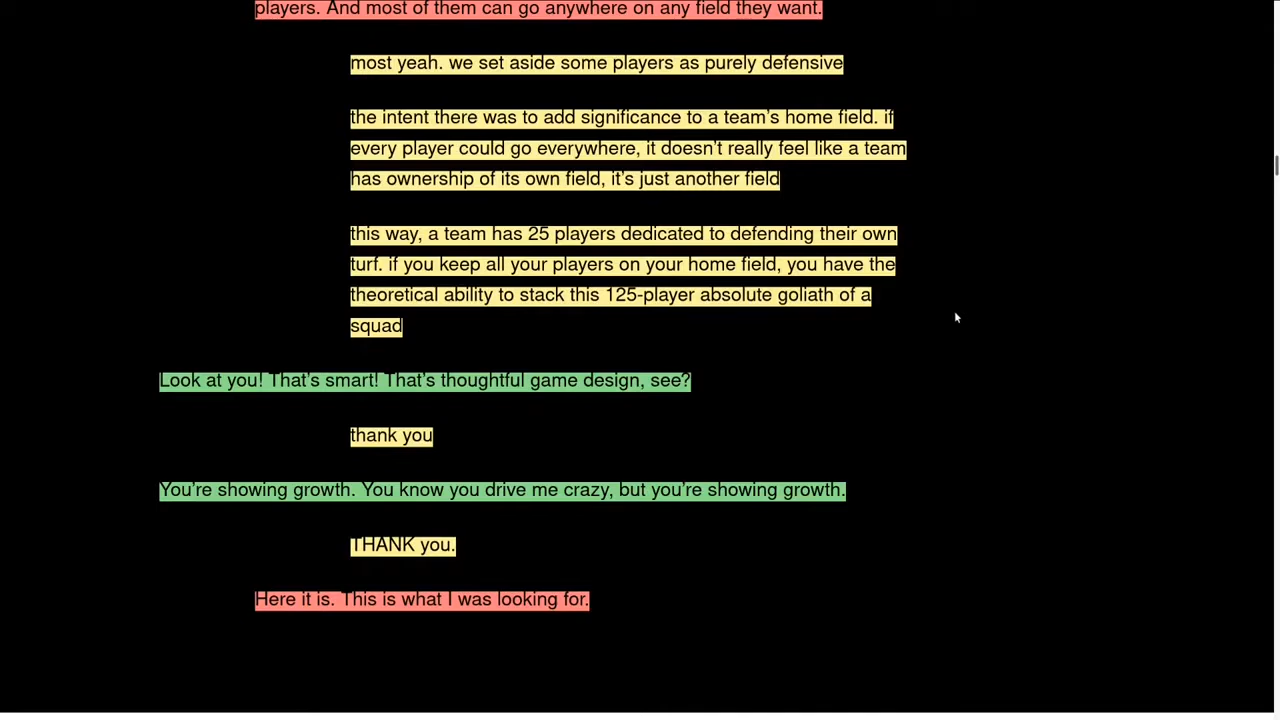 players. And most of them can go anywhere on any field they want.
most yeah. we set aside some players as purely defensive
the intent there was to add significance to a team’s home field. if
every player could go everywhere, it doesn’t really feel like a team
has ownership of its own field, it’s just another field
this way, a team has 25 players dedicated to defending their own
turf. if you keep all your players on your home field, you have the
theoretical ability to stack this 125-player absolute goliath of a
squad
Look at you! That’s smart! That’s thoughtful game design, see?
thank you
You’re showing growth. You know you drive me crazy, but you’re showing growth.
THANK you.
Here it is. This is what I was looking for.